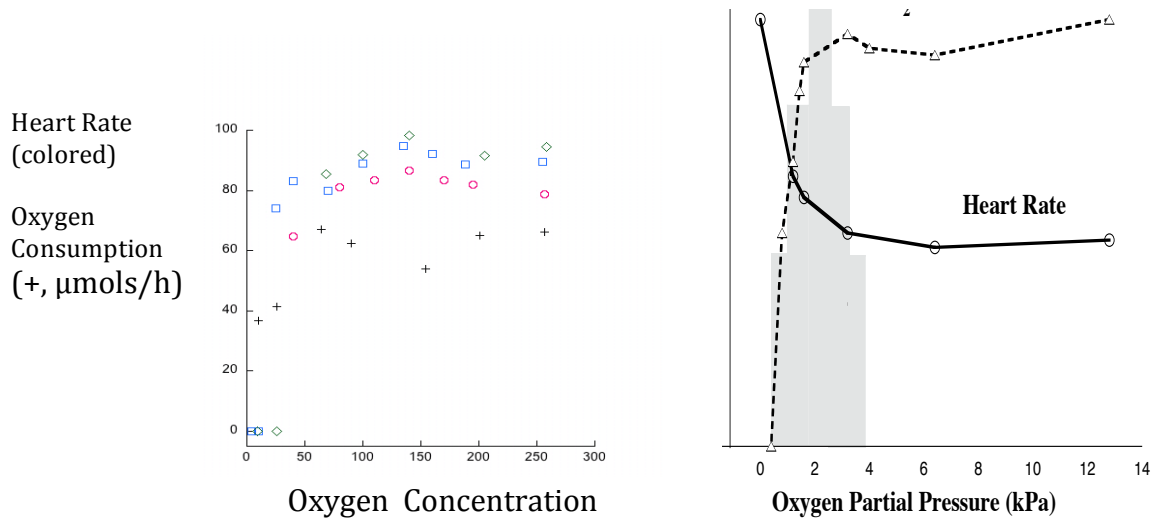 Heart Rate
(colored)
Oxygen
Consumption
(+, μmols/h)
100
80
60
40
20
0
0 50 100 150 200 250 300
Oxygen Concentration
Heart Rate
0 2 4 6 8 10 12 14
Oxygen Partial Pressure (kPa)